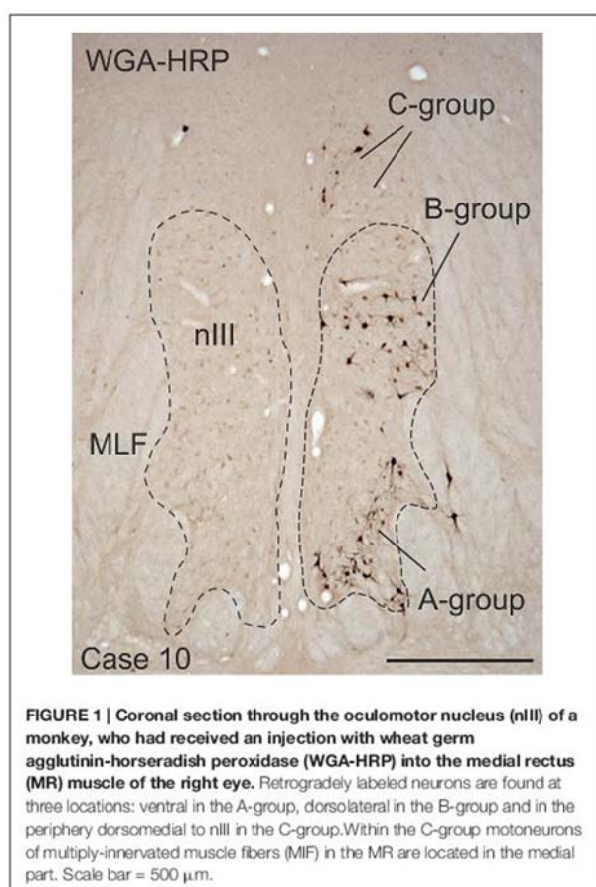 WGA-HRP
C-group
B-group
nIII
MLF
A-group
Case 10
FIGURE 1 | Coronal section through the oculomotor nucleus (nIII) of a
monkey, who had received an injection with wheat germ
agglutinin-horseradish peroxidase (WGA-HRP) into the medial rectus
(MR) muscle of the right eye. Retrogradely labeled neurons are found at
three locations: ventral in the A-group, dorsolateral in the B-group and in the
periphery dorsomedial to nIII in the C-group.Within the C-group motoneurons
of multiply-innervated muscle fibers (MIF) in the MR are located in the medial
part. Scale bar = 500 μm.